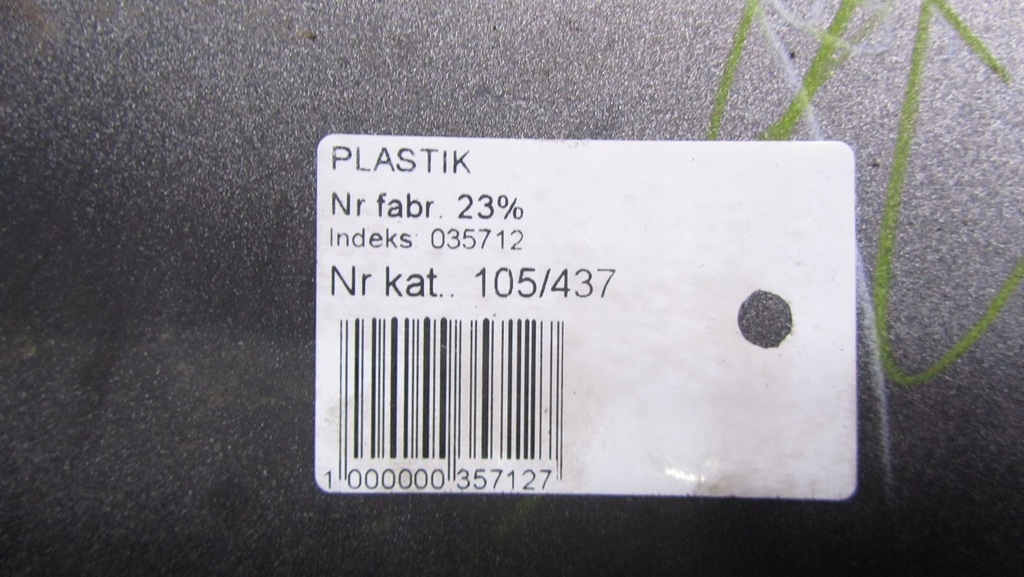 PLASTIK
Nr fabr. 23%
Indeks: 035712
Nr kat.. 105/437
1 000000 357127